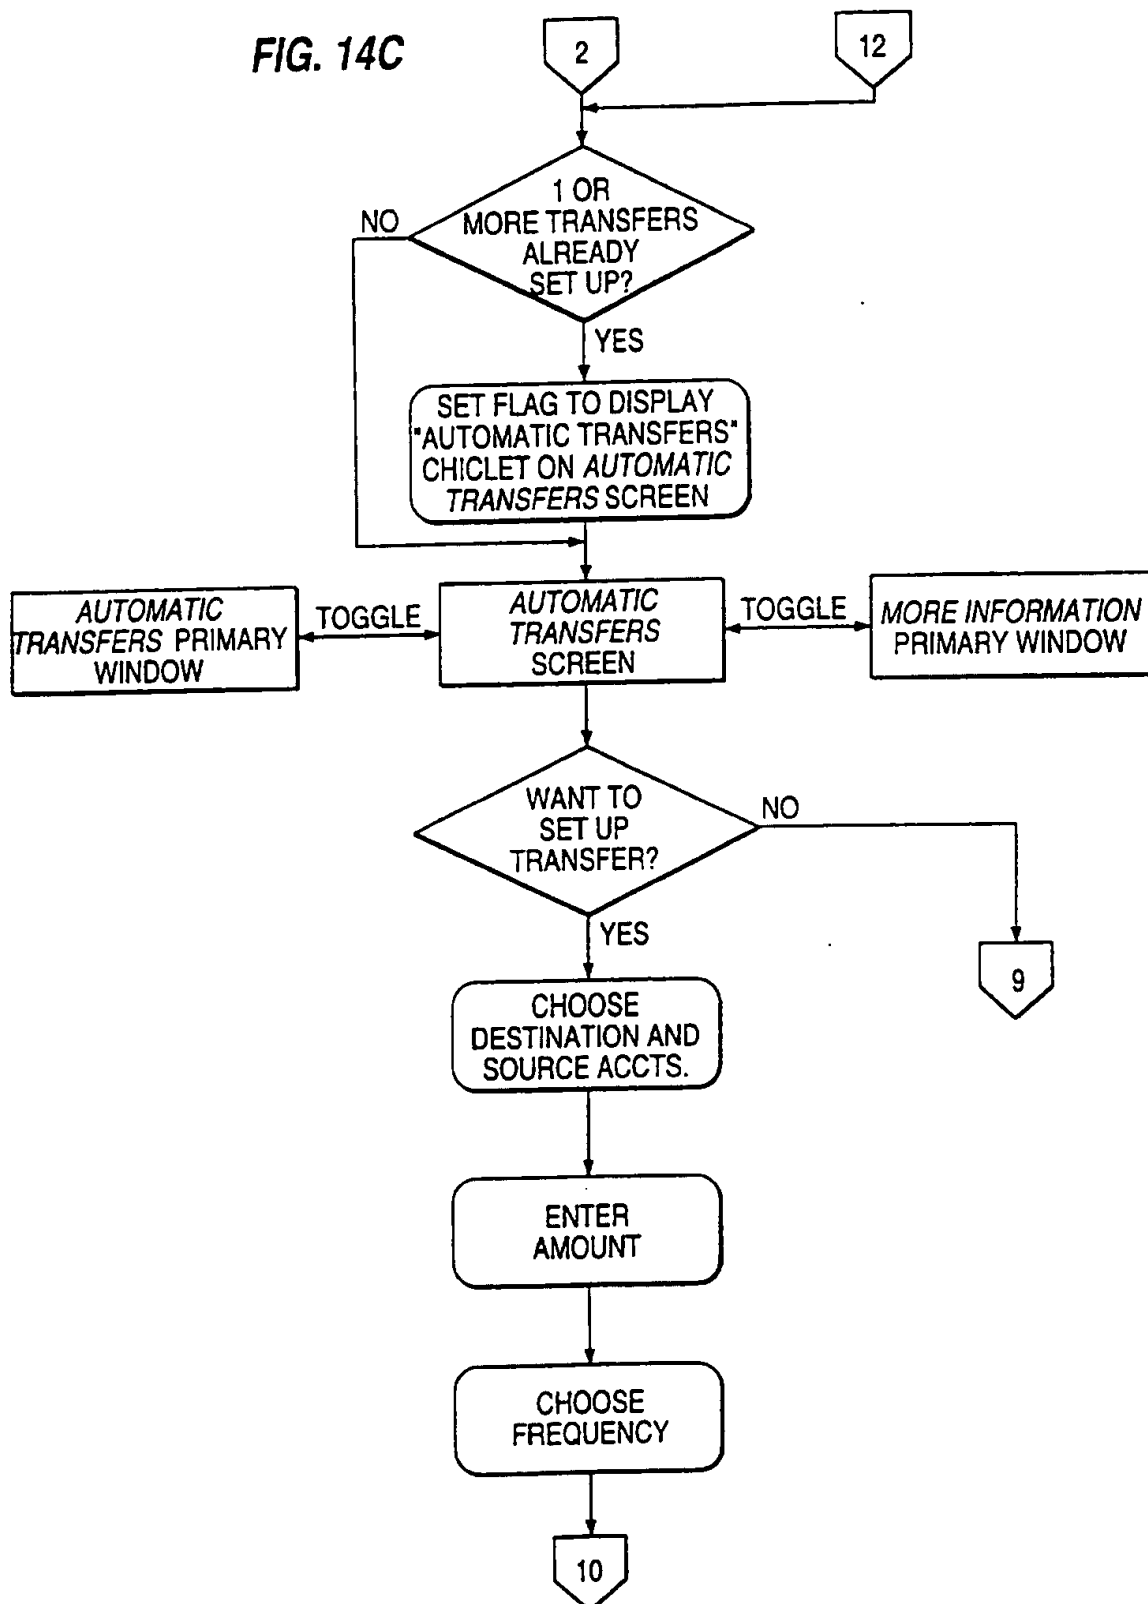 FIG. 14C
2
12
1 OR
MORE TRANSFERS
ALREADY
SET UP?
NO
YES
SET FLAG TO DISPLAY
"AUTOMATIC TRANSFERS"
CHICLET ON AUTOMATIC
TRANSFERS SCREEN
AUTOMATIC
TRANSFERS PRIMARY
WINDOW
TOGGLE
AUTOMATIC
TRANSFERS
SCREEN
TOGGLE
MORE INFORMATION
PRIMARY WINDOW
WANT TO
SET UP
TRANSFER?
NO
YES
9
CHOOSE
DESTINATION AND
SOURCE ACCTS.
ENTER
AMOUNT
CHOOSE
FREQUENCY
10